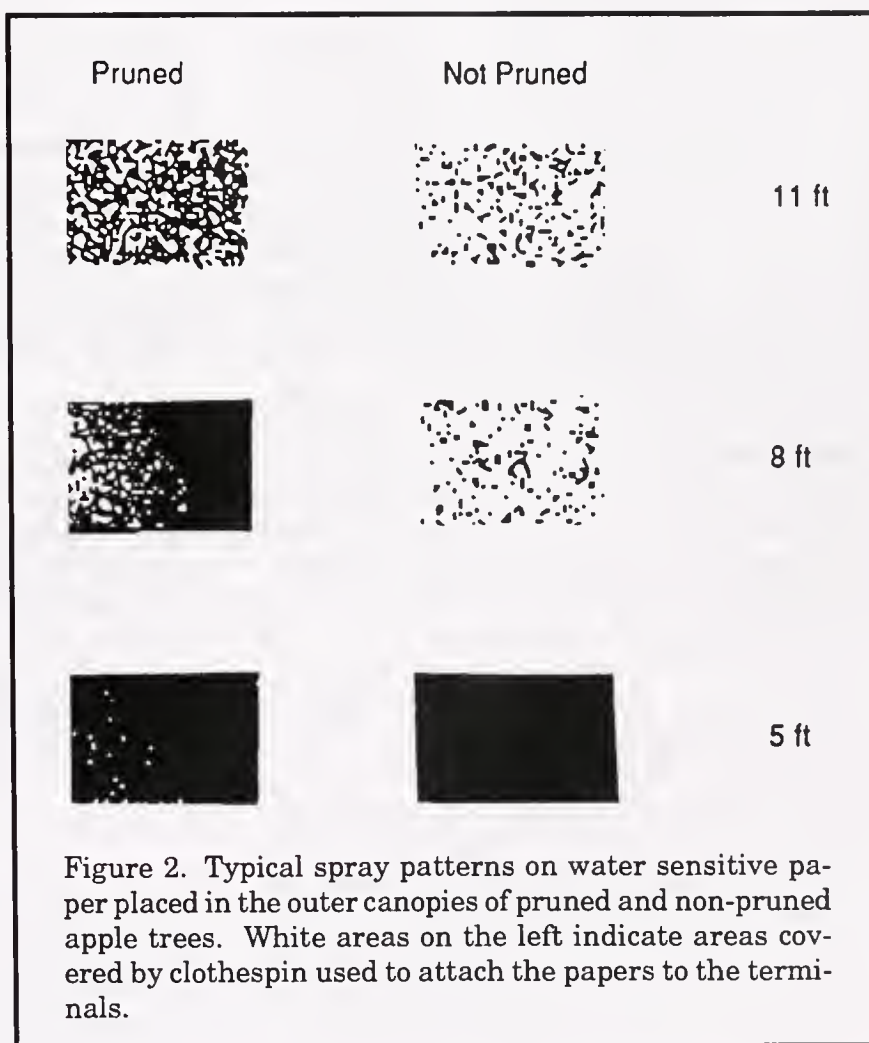 Pruned Not Pruned
11 ft
8 ft
5 ft
Figure 2. Typical spray patterns on water sensitive pa-
per placed in the outer canopies of pruned and non-pruned
apple trees. White areas on the left indicate areas cov-
ered by clothespin used to attach the papers to the termi-
nals.